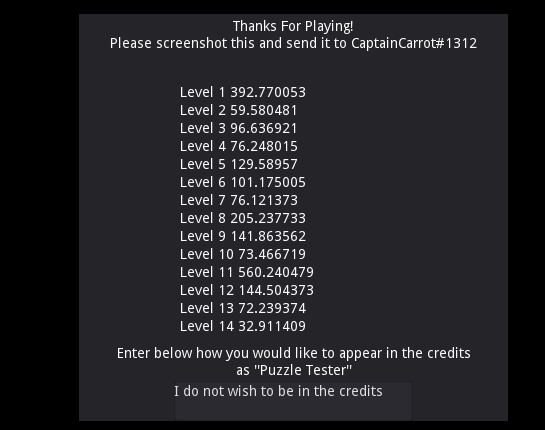 Thanks For Playing!
Please screenshot this and send it to CaptainCarrot#1312
Level 1 392.770053
Level 2 59.580481
Level 3 96.636921
Level 4 76.248015
Level 5 129.58957
Level 6 101.175005
Level 7 76.121373
Level 8 205.237733
Level 9 141.863562
Level 10 73.466719
Level 11 560.240479
Level 12 144.504373
Level 13 72.239374
Level 14 32.911409
Enter below how you would like to appear in the credits
as "Puzzle Tester"
I do not wish to be in the credits